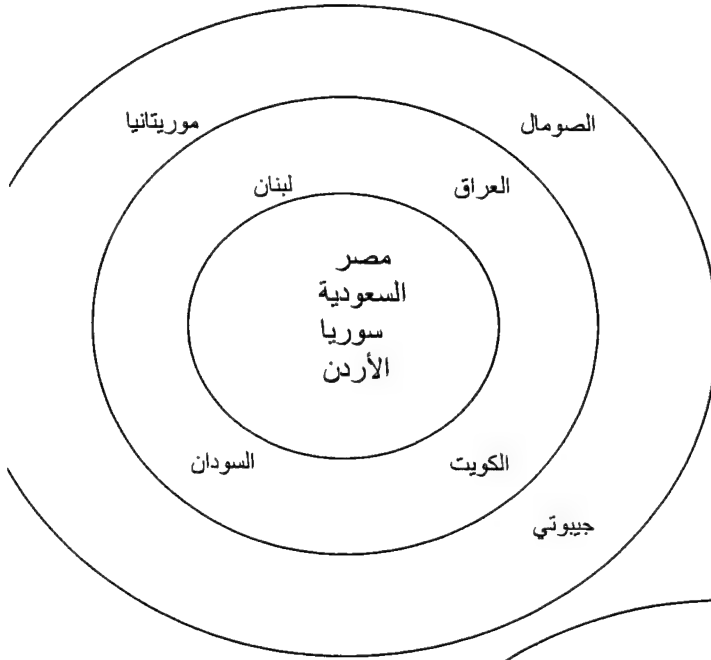 الصومال
موريتانيا
العراق
لبنان
مصر
السعودية
سوريا
الأردن
الكويت
السودان
جيبوتي